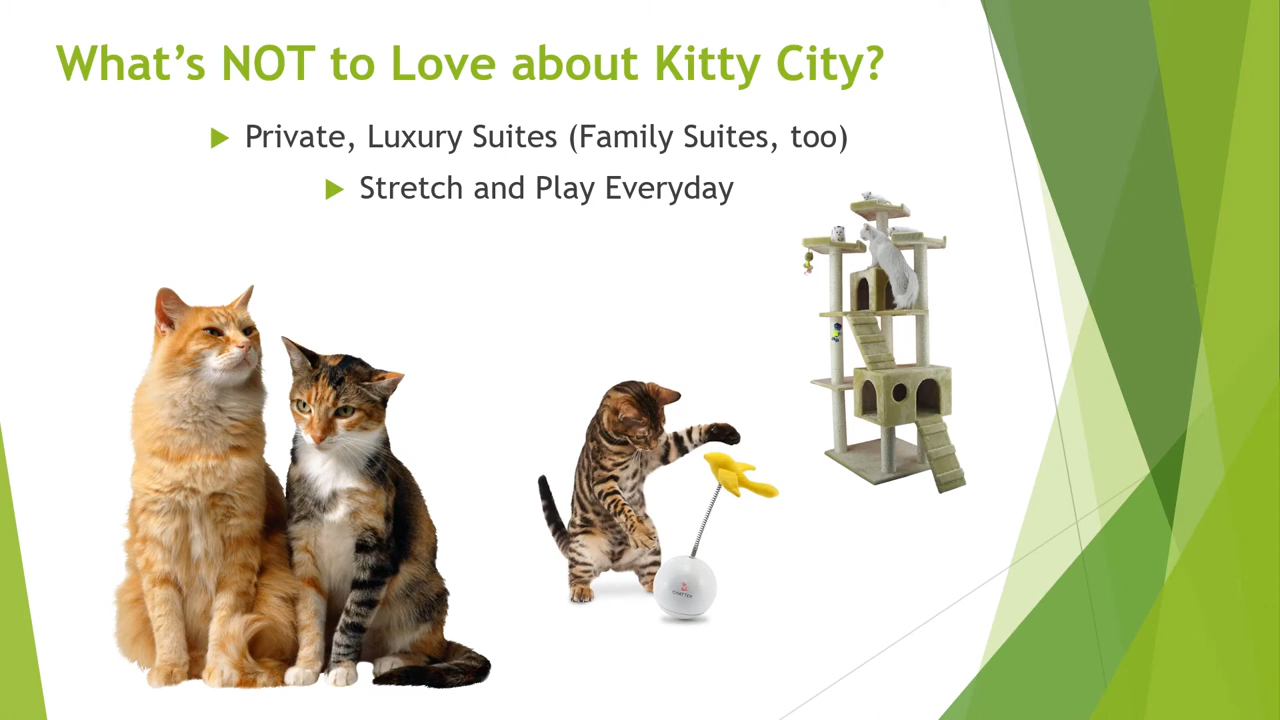 What's NOT to Love about Kitty City?
Private, Luxury Suites (Family Suites, too)
Stretch and Play Everyday